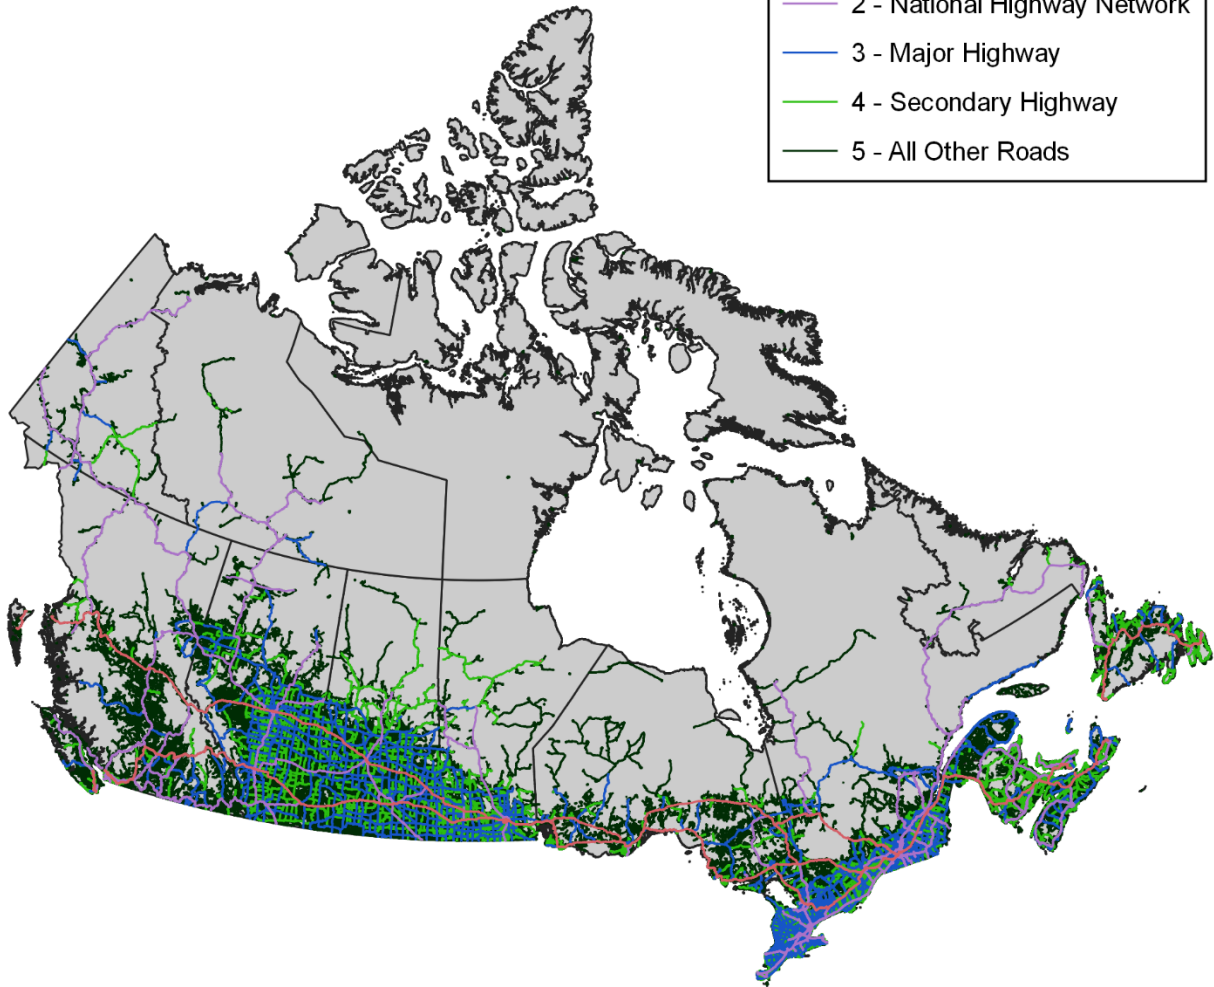 2 - National Highway Network
3 - Major Highway
4 - Secondary Highway
5 - All Other Roads